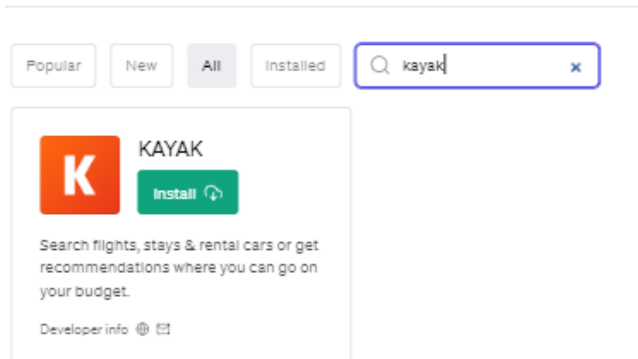 Popular New All Installed kayak ×
K KAYAK
Install
Search flights, stays & rental cars or get
recommendations where you can go on
your budget.
Developer info